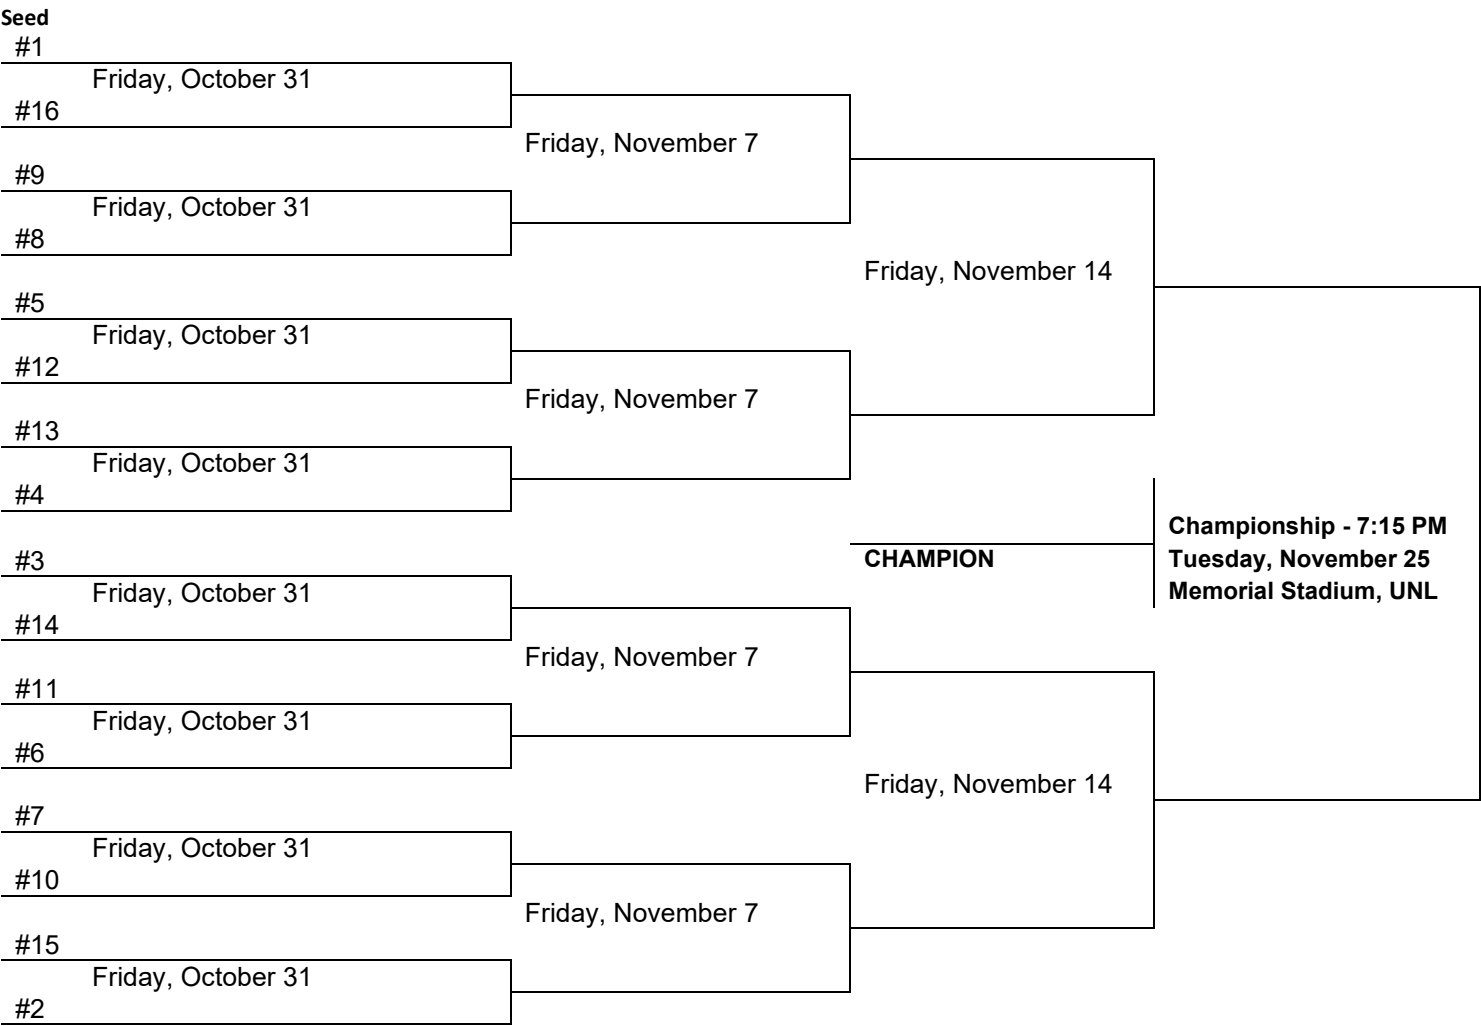 Seed
#1
Friday, October 31
#16
Friday, November 7
#9
Friday, October 31
#8
Friday, November 14
#5
Friday, October 31
#12
Friday, November 7
#13
Friday, October 31
#4
Championship - 7:15 PM
CHAMPION
Tuesday, November 25
Memorial Stadium, UNL
#3
Friday, October 31
#14
Friday, November 7
#11
Friday, October 31
#6
Friday, November 14
#7
Friday, October 31
#10
Friday, November 7
#15
Friday, October 31
#2